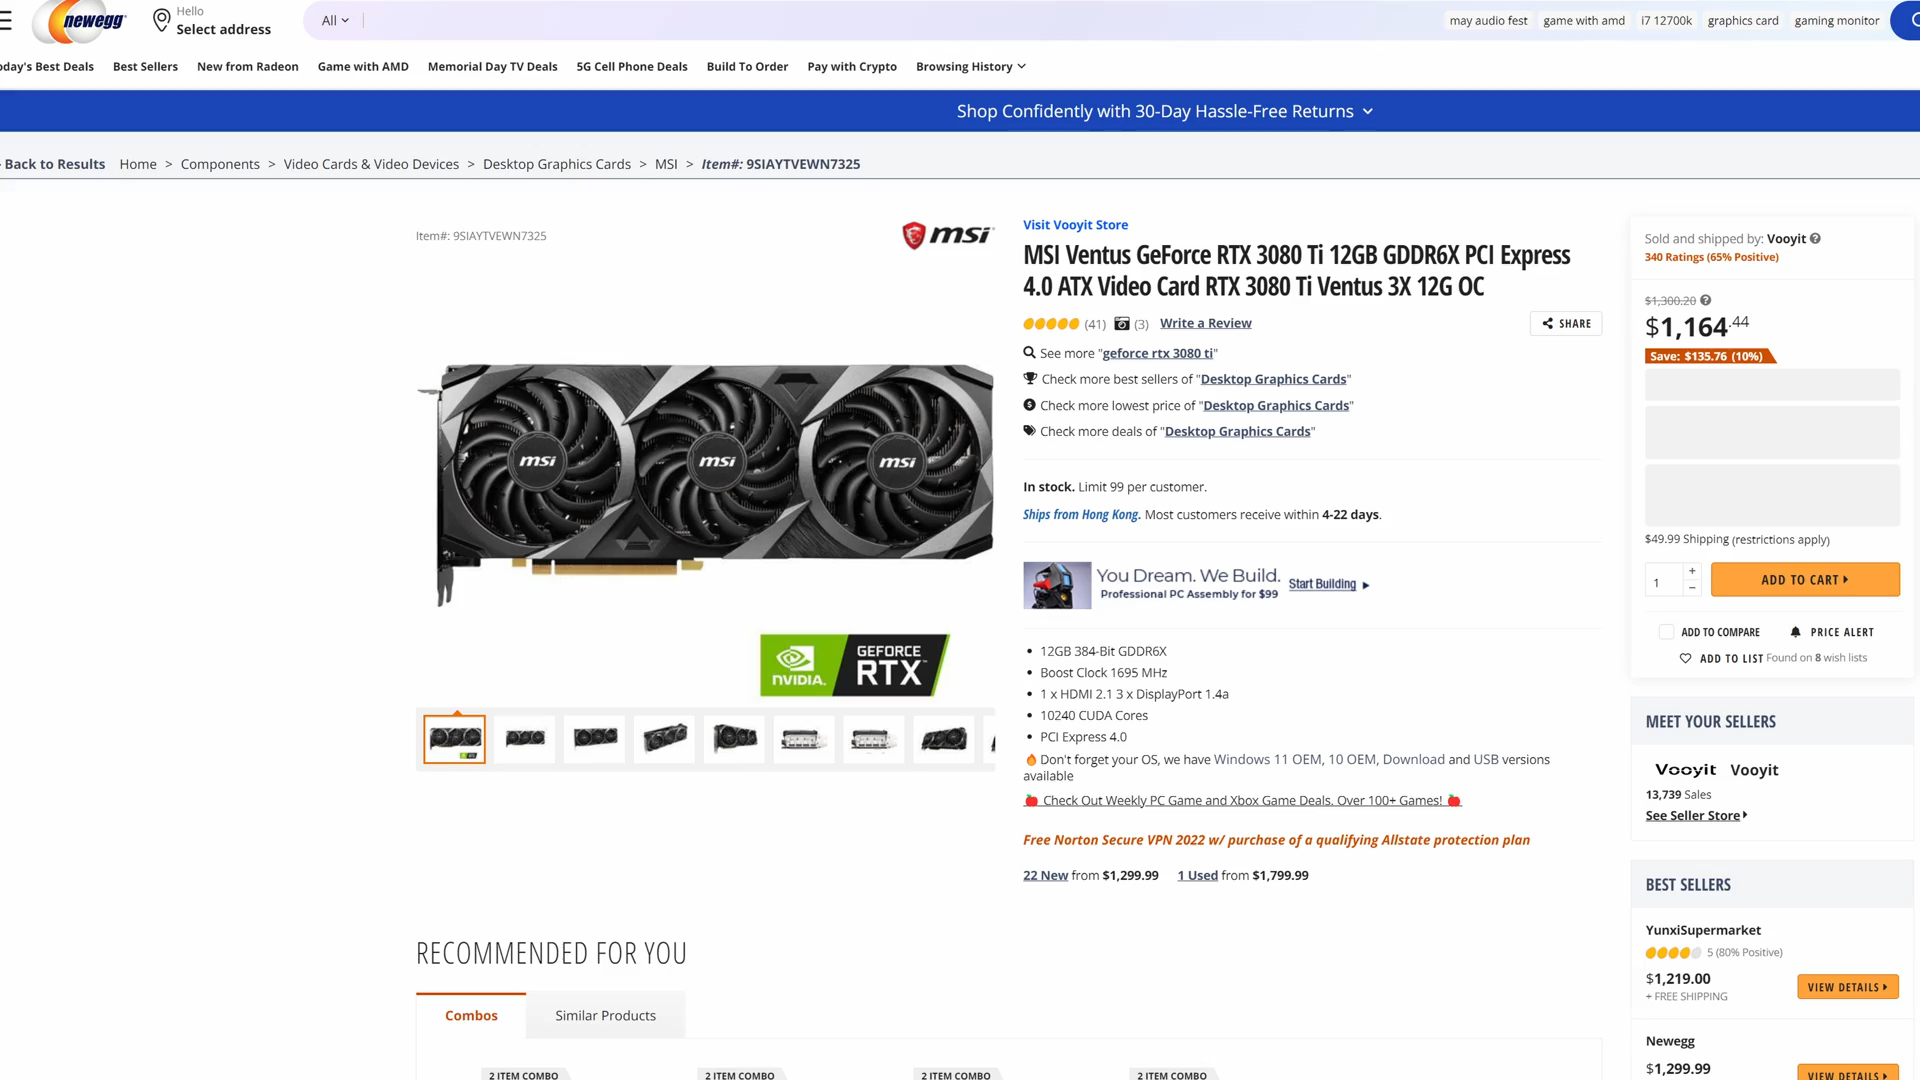 newegg
Hello
Select address
All
may audio fest
game with amd
i7 12700k
graphics card
gaming monitor
oday's Best Deals
Best Sellers
New from Radeon
Game with AMD
Memorial Day TV Deals
5G Cell Phone Deals
Build To Order
Pay with Crypto
Browsing History
Shop Confidently with 30-Day Hassle-Free Returns
Back to Results
Home > Components > Video Cards & Video Devices > Desktop Graphics Cards > MSI > Item#: 9SIAYTVEWN7325
Item#: 9SIAYTVEWN7325
msi
msi
msi
msi
NVIDIA.
GEFORCE
RTX™
Visit Vooyit Store
MSI Ventus GeForce RTX 3080 Ti 12GB GDDR6X PCI Express
4.0 ATX Video Card RTX 3080 Ti Ventus 3X 12G OC
(41) (3) Write a Review
SHARE
See more "geforce rtx 3080 ti"
Check more best sellers of "Desktop Graphics Cards"
Check more lowest price of "Desktop Graphics Cards"
Check more deals of "Desktop Graphics Cards"
In stock. Limit 99 per customer.
Ships from Hong Kong. Most customers receive within 4-22 days.
You Dream. We Build.
Professional PC Assembly for $99
Start Building
• 12GB 384-Bit GDDR6X
• Boost Clock 1695 MHz
• 1 x HDMI 2.1 3 x DisplayPort 1.4a
• 10240 CUDA Cores
• PCI Express 4.0
🔥Don't forget your OS, we have Windows 11 OEM, 10 OEM, Download and USB versions
available
🍎 Check Out Weekly PC Game and Xbox Game Deals. Over 100+ Games! 🍎
Free Norton Secure VPN 2022 w/ purchase of a qualifying Allstate protection plan
22 New from $1,299.99 1 Used from $1,799.99
Sold and shipped by: Vooyit
340 Ratings (65% Positive)
$1,300.20
$1,164.44
Save: $135.76 (10%)
$49.99 Shipping (restrictions apply)
1
+
−
ADD TO CART
ADD TO COMPARE
PRICE ALERT
ADD TO LIST Found on 8 wish lists
MEET YOUR SELLERS
Vooyit Vooyit
13,739 Sales
See Seller Store
BEST SELLERS
YunxiSupermarket
5 (80% Positive)
$1,219.00
+ FREE SHIPPING
VIEW DETAILS
Newegg
$1,299.99
VIEW DETAILS
RECOMMENDED FOR YOU
Combos
Similar Products
2 ITEM COMBO
2 ITEM COMBO
2 ITEM COMBO
2 ITEM COMBO